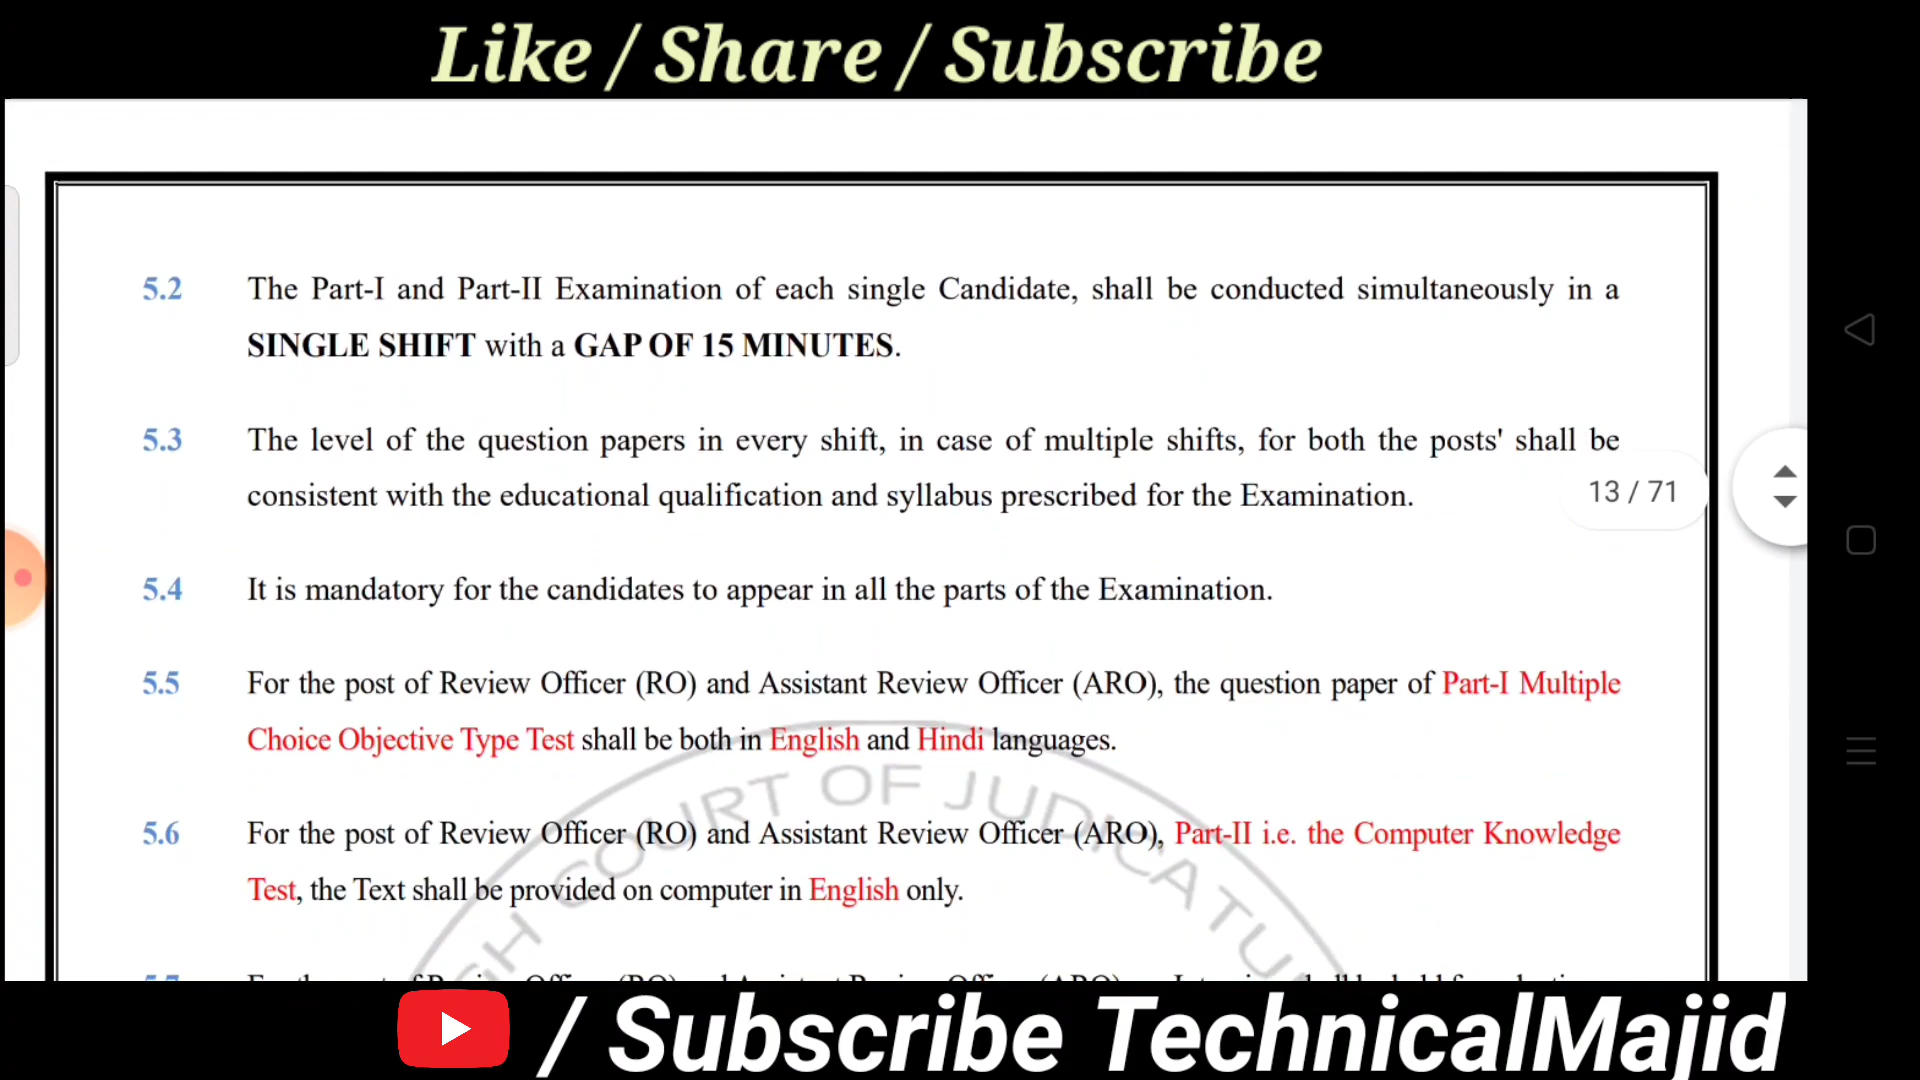 Like / Share / Subscribe
5.2 The Part-I and Part-II Examination of each single Candidate, shall be conducted simultaneously in a
SINGLE SHIFT with a GAP OF 15 MINUTES.
5.3 The level of the question papers in every shift, in case of multiple shifts, for both the posts' shall be
consistent with the educational qualification and syllabus prescribed for the Examination.
13 / 71
5.4 It is mandatory for the candidates to appear in all the parts of the Examination.
5.5 For the post of Review Officer (RO) and Assistant Review Officer (ARO), the question paper of Part-I Multiple
Choice Objective Type Test shall be both in English and Hindi languages.
5.6 For the post of Review Officer (RO) and Assistant Review Officer (ARO), Part-II i.e. the Computer Knowledge
Test, the Text shall be provided on computer in English only.
COURT OF JUDICATU
/ Subscribe TechnicalMajid